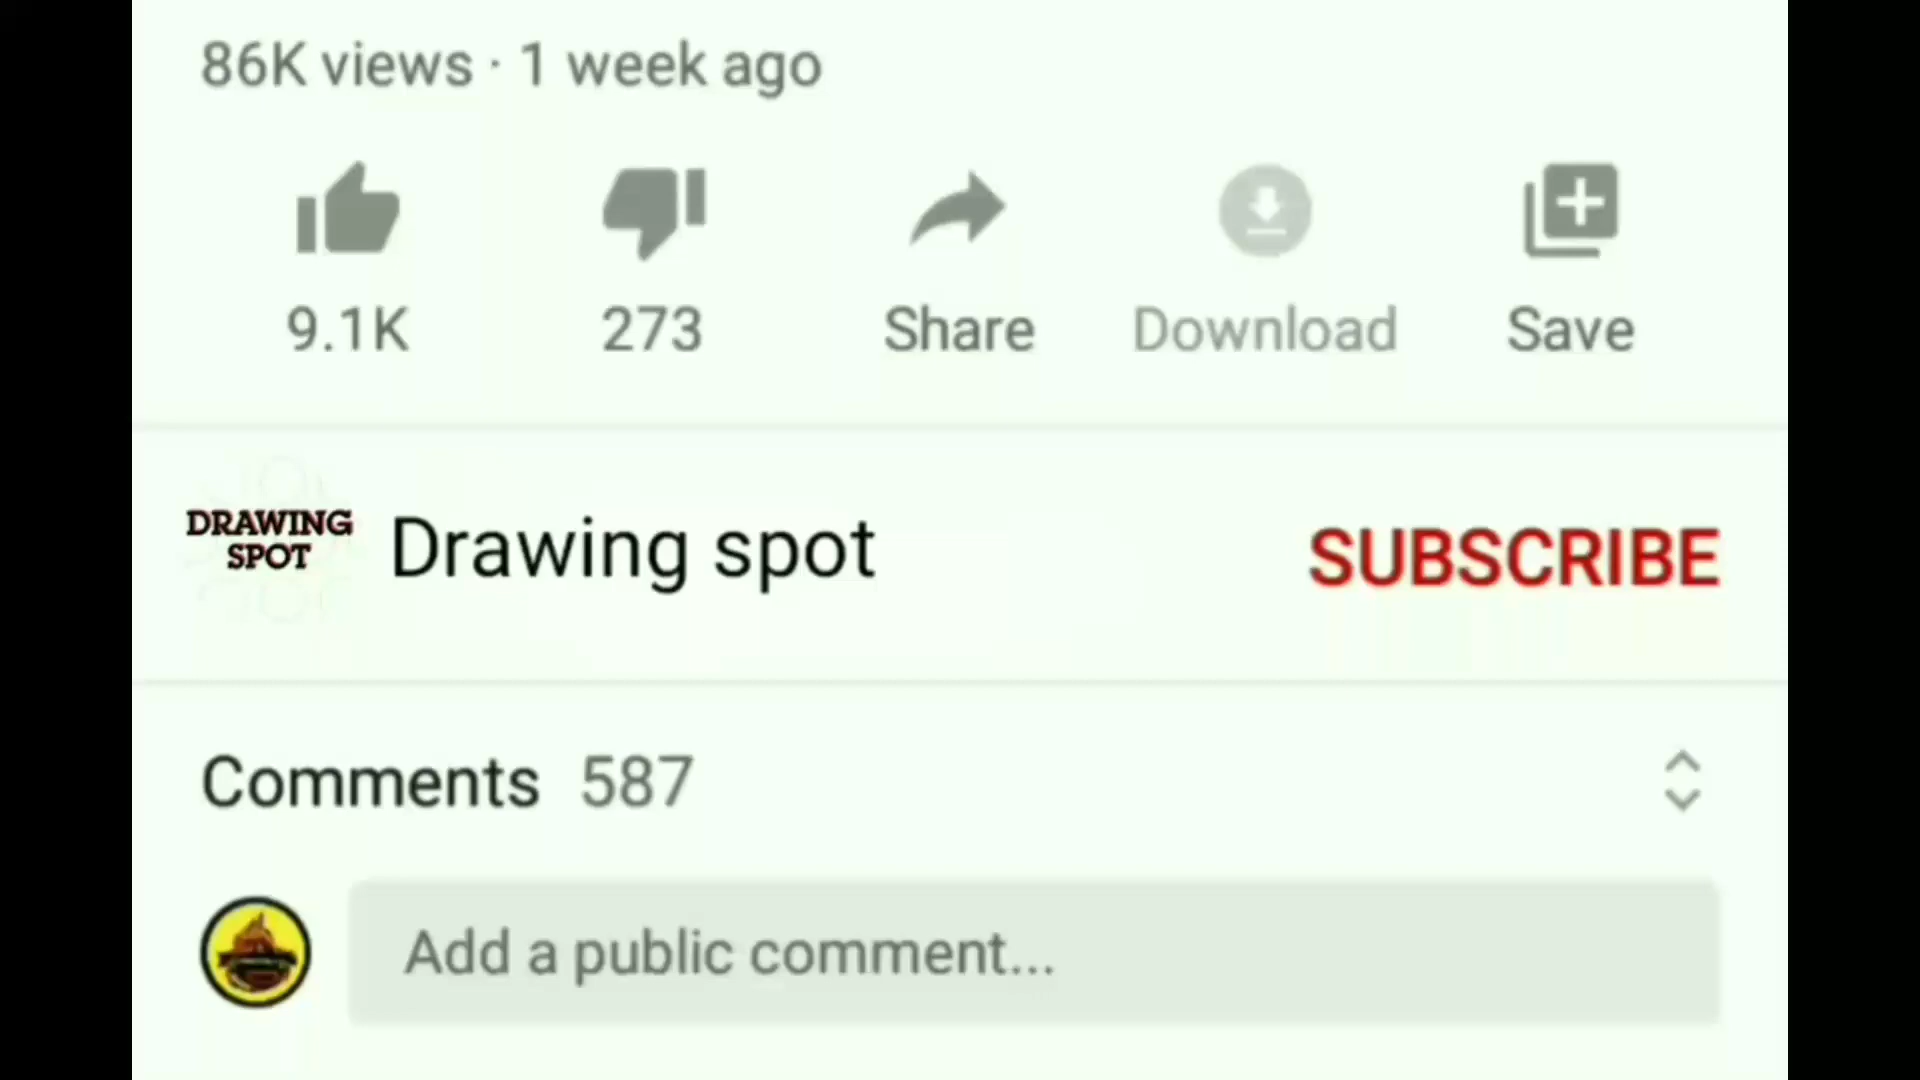 86K views · 1 week ago
9.1K 273 Share Download Save
DRAWING
SPOT
Drawing spot
SUBSCRIBE
Comments 587
Add a public comment...